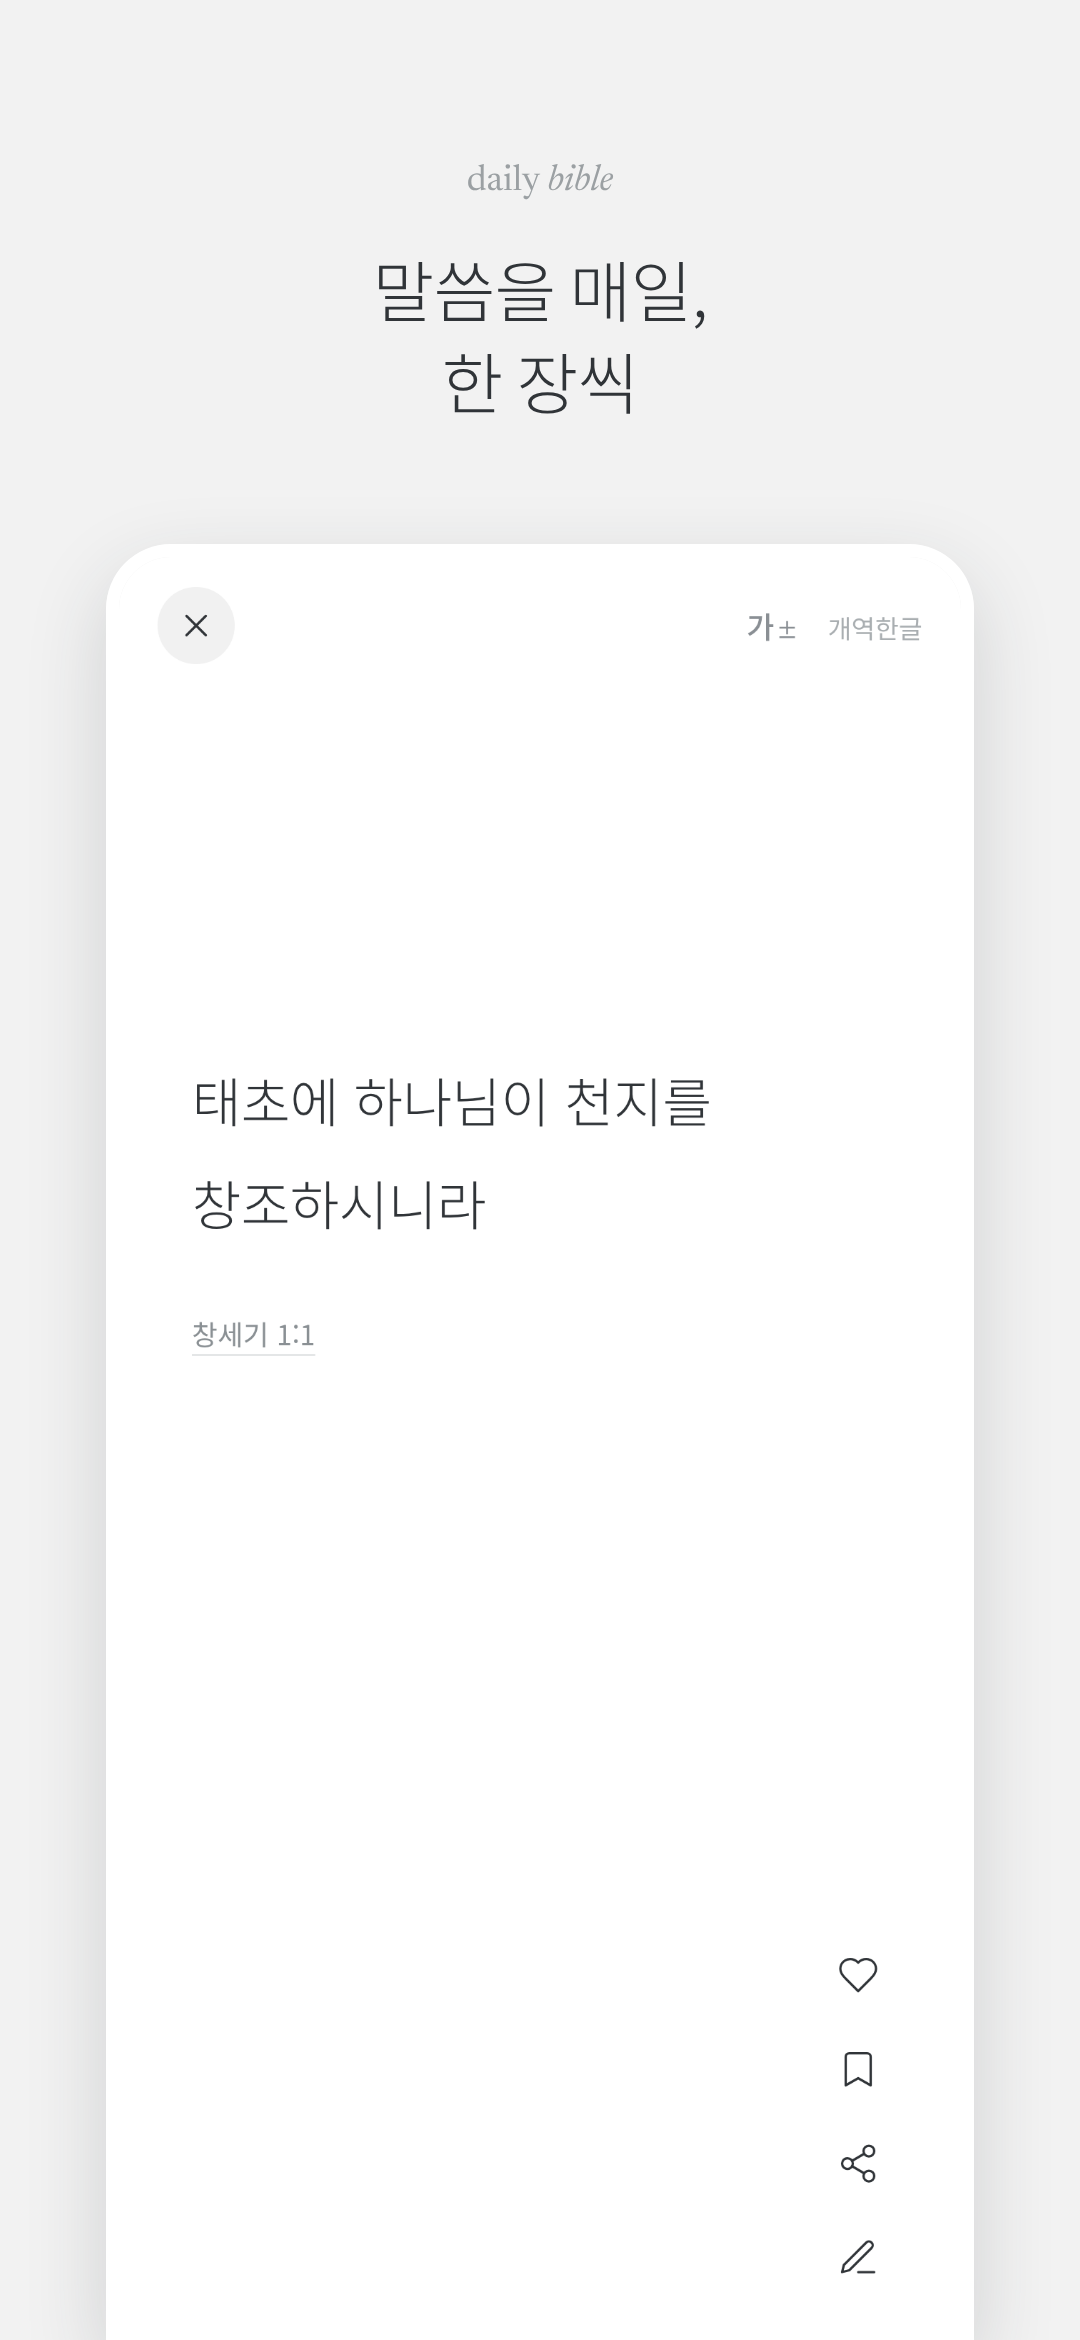 daily bible
말씀을 매일,
한 장씩
가± 개역한글
태초에 하나님이 천지를
창조하시니라
창세기 1:1